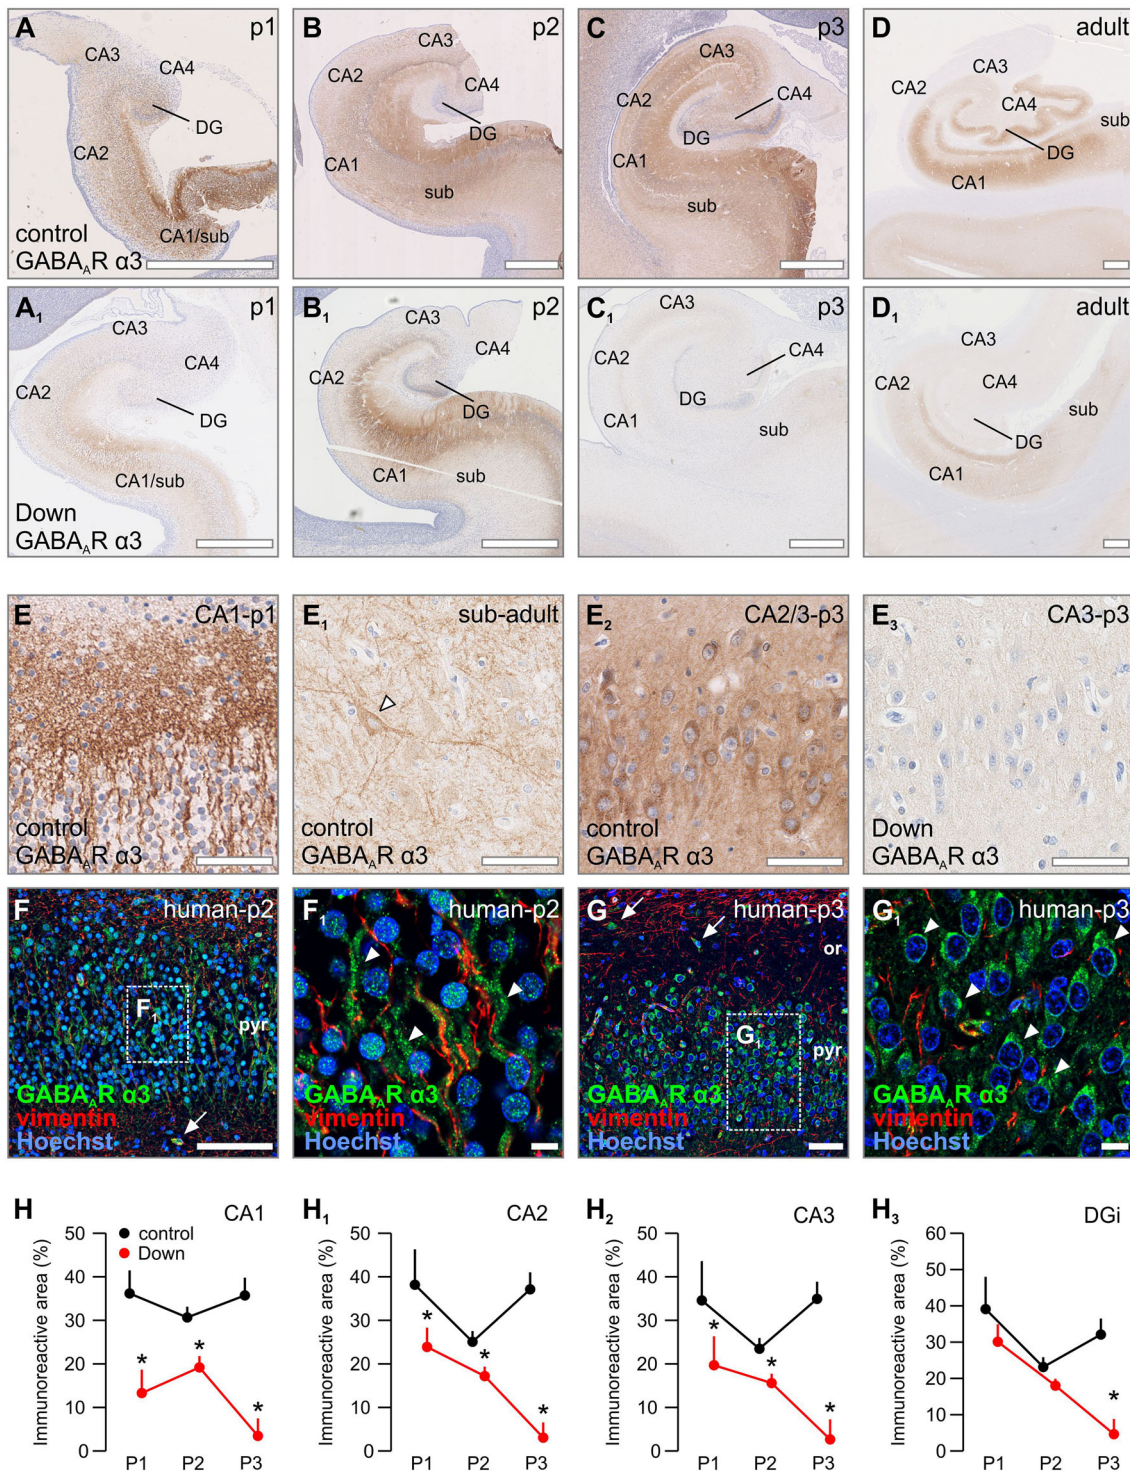 A p1
CA3
CA4
DG
CA2
CA1/sub
control
GABAAR α3
B p2
CA3
CA2
CA4
DG
CA1
sub
C p3
CA3
CA2
CA4
DG
CA1
sub
D adult
CA3
CA2
CA4
sub
DG
CA1
A1 p1
CA3
CA4
CA2
DG
CA1/sub
Down
GABAAR α3
B1 p2
CA3
CA4
CA2
DG
CA1 sub
C1 p3
CA3
CA4
CA2
DG
CA1
sub
D1 adult
CA3
CA2
CA4
sub
DG
CA1
E CA1-p1
control
GABAAR α3
E1 sub-adult
control
GABAAR α3
E2 CA2/3-p3
control
GABAAR α3
E3 CA3-p3
Down
GABAAR α3
F human-p2
F1
pyr
GABAAR α3
vimentin
Hoechst
F1 human-p2
GABAAR α3
vimentin
Hoechst
G human-p3
or
G1
pyr
GABAAR α3
vimentin
Hoechst
G1 human-p3
GABAAR α3
vimentin
Hoechst
H CA1
control
Down
Immunoreactive area (%)
50
40
30
20
10
0
* * *
P1 P2 P3
H1 CA2
Immunoreactive area (%)
50
40
30
20
10
0
* * *
P1 P2 P3
H2 CA3
Immunoreactive area (%)
50
40
30
20
10
0
* * *
P1 P2 P3
H3 DGi
Immunoreactive area (%)
60
50
40
30
20
10
0
*
P1 P2 P3